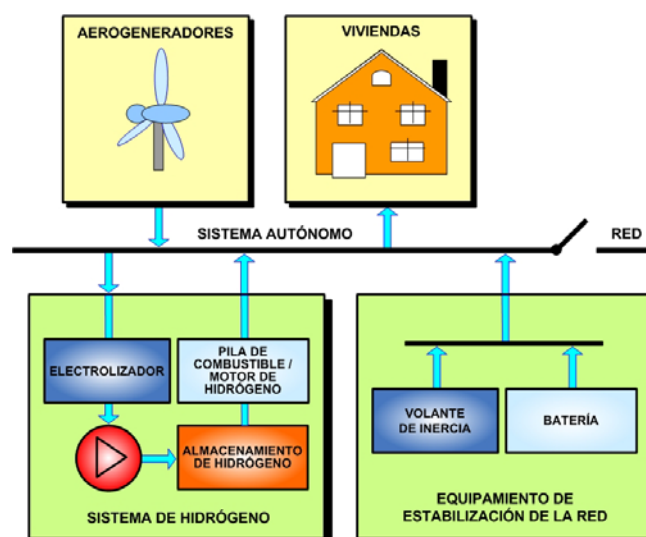 AEROGENERADORES
VIVIENDAS
SISTEMA AUTÓNOMO
RED
ELECTROLIZADOR
PILA DE
COMBUSTIBLE /
MOTOR DE
HIDRÓGENO
ALMACENAMIENTO
DE HIDRÓGENO
SISTEMA DE HIDRÓGENO
VOLANTE
DE INERCIA
BATERÍA
EQUIPAMIENTO DE
ESTABILIZACIÓN DE LA RED